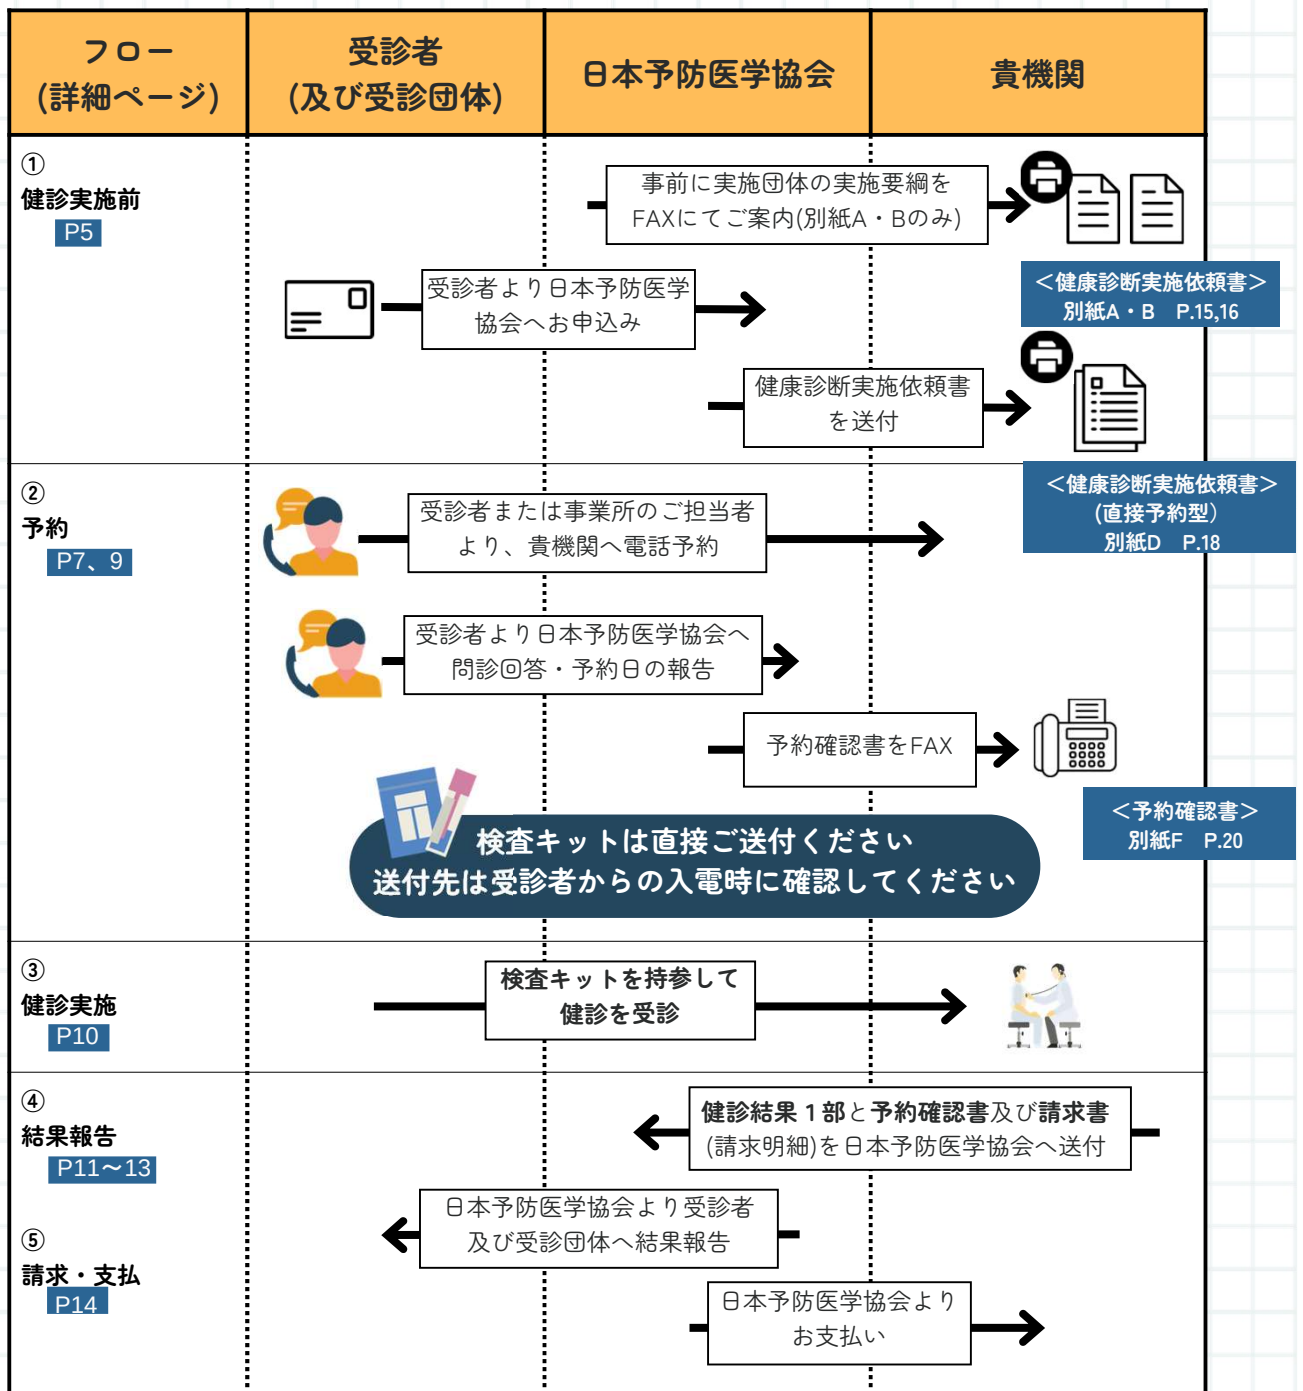 フロー
(詳細ページ)
受診者
(及び受診団体)
日本予防医学協会
貴機関
①
健診実施前
P5
事前に実施団体の実施要綱を
FAXにてご案内(別紙A・Bのみ)
＜健康診断実施依頼書＞
別紙A・B　P.15,16
受診者より日本予防医学
協会へお申込み
健康診断実施依頼書
を送付
＜健康診断実施依頼書＞
(直接予約型）
別紙D　P.18
②
予約
P7、9
受診者または事業所のご担当者
より、貴機関へ電話予約
受診者より日本予防医学協会へ
問診回答・予約日の報告
予約確認書をFAX
＜予約確認書＞
別紙F　P.20
検査キットは直接ご送付ください
送付先は受診者からの入電時に確認してください
③
健診実施
P10
検査キットを持参して
健診を受診
④
結果報告
P11〜13
健診結果１部と予約確認書及び請求書
(請求明細)を日本予防医学協会へ送付
日本予防医学協会より受診者
及び受診団体へ結果報告
⑤
請求・支払
P14
日本予防医学協会より
お支払い